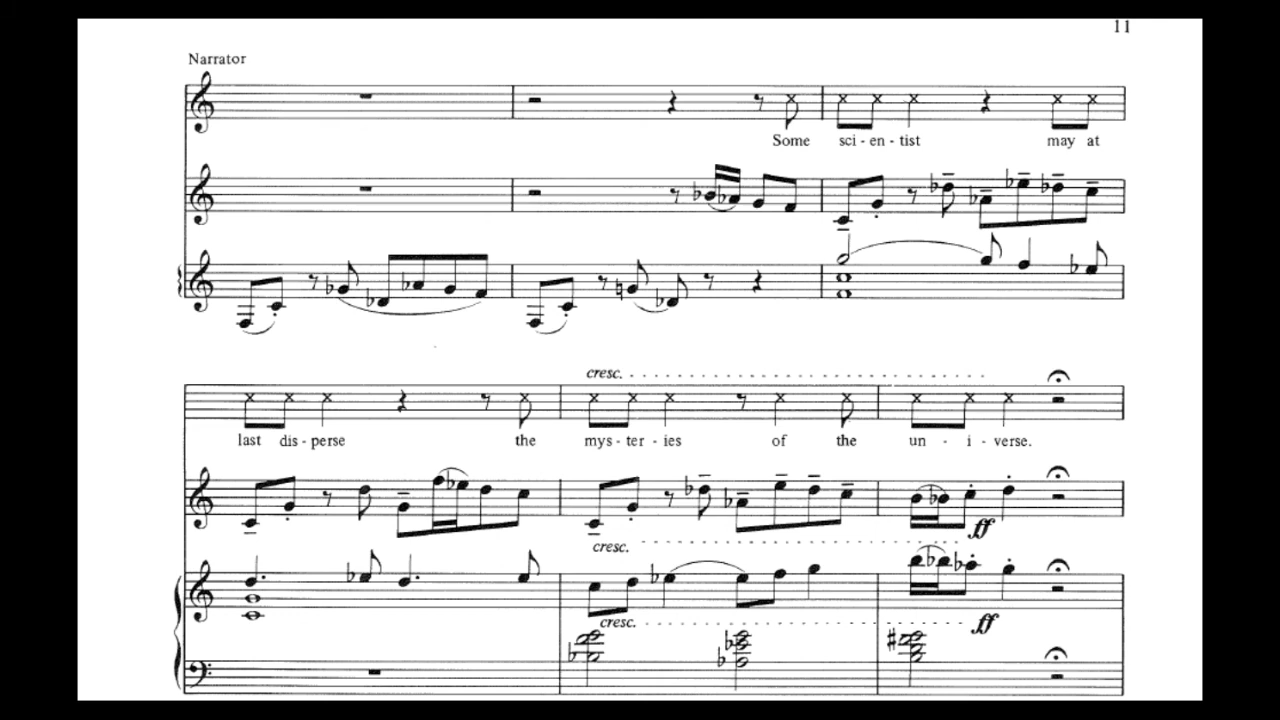 11
Narrator
Some sci - en - tist may at
cresc.
last dis - perse the mys - ter - ies of the un - i - verse.
ff
cresc.
cresc. ff